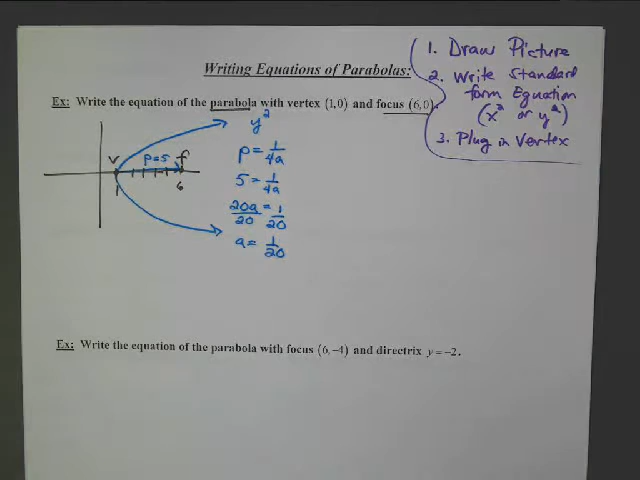 Writing Equations of Parabolas:
1. Draw Picture
2. Write Standard
form Equation
(x² or y²)
3. Plug in Vertex
Ex: Write the equation of the parabola with vertex (1,0) and focus (6,0).
y²
V p=5 f
1 6
p = 1/4a
5 = 1/4a
20a/20 = 1/20
a = 1/20
Ex: Write the equation of the parabola with focus (6,−4) and directrix y = −2.